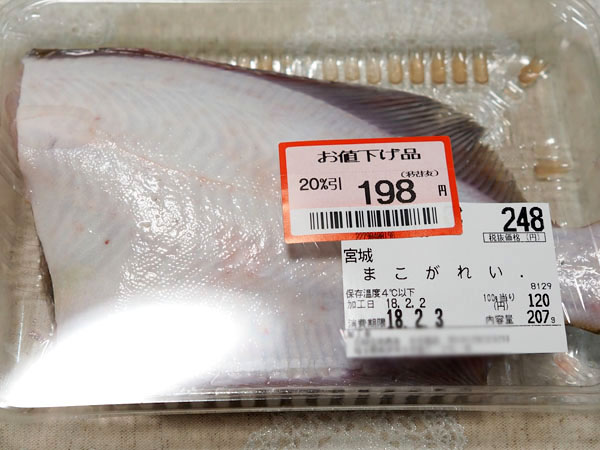 お値下げ品
(税抜)
20%引 198 円
248
税抜価格(円)
宮城
まこがれい.
8129
保存温度4℃以下
100g当り(円) 120
加工日 18.2.2
消費期限 18.2.3
内容量 207g